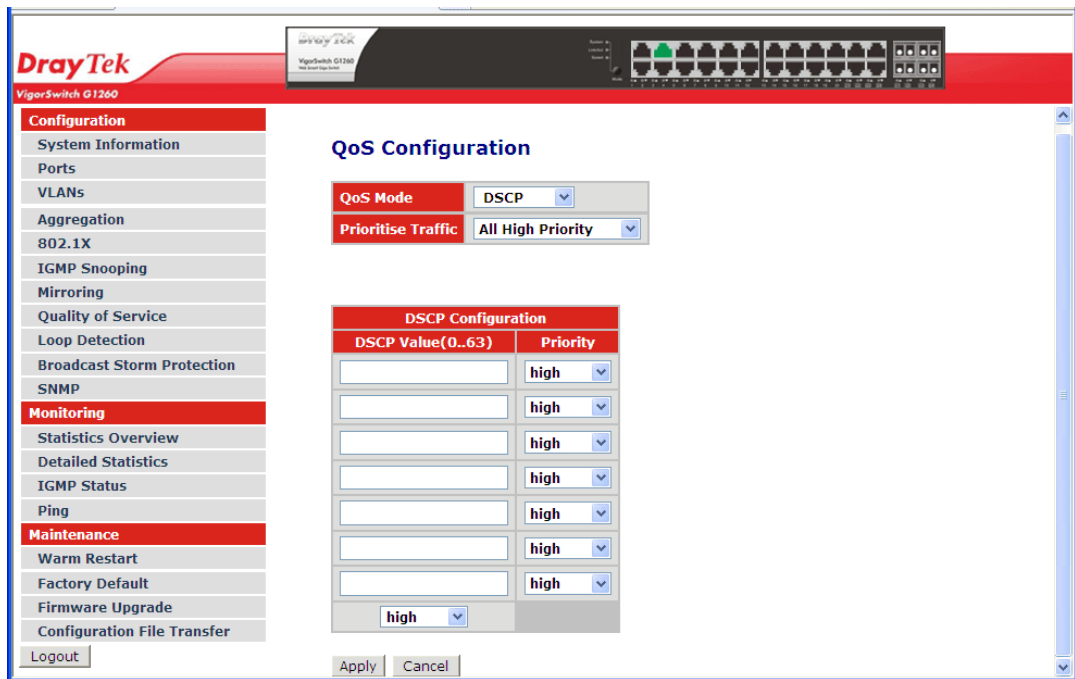 DrayTek
VigorSwitch G1260
DrayTek
VigorSwitch G1260
Configuration
System Information
Ports
VLANs
Aggregation
802.1X
IGMP Snooping
Mirroring
Quality of Service
Loop Detection
Broadcast Storm Protection
SNMP
Monitoring
Statistics Overview
Detailed Statistics
IGMP Status
Ping
Maintenance
Warm Restart
Factory Default
Firmware Upgrade
Configuration File Transfer
Logout
QoS Configuration
QoS Mode DSCP
Prioritise Traffic All High Priority
DSCP Configuration
DSCP Value(0..63) Priority
high
high
high
high
high
high
high
high
Apply Cancel